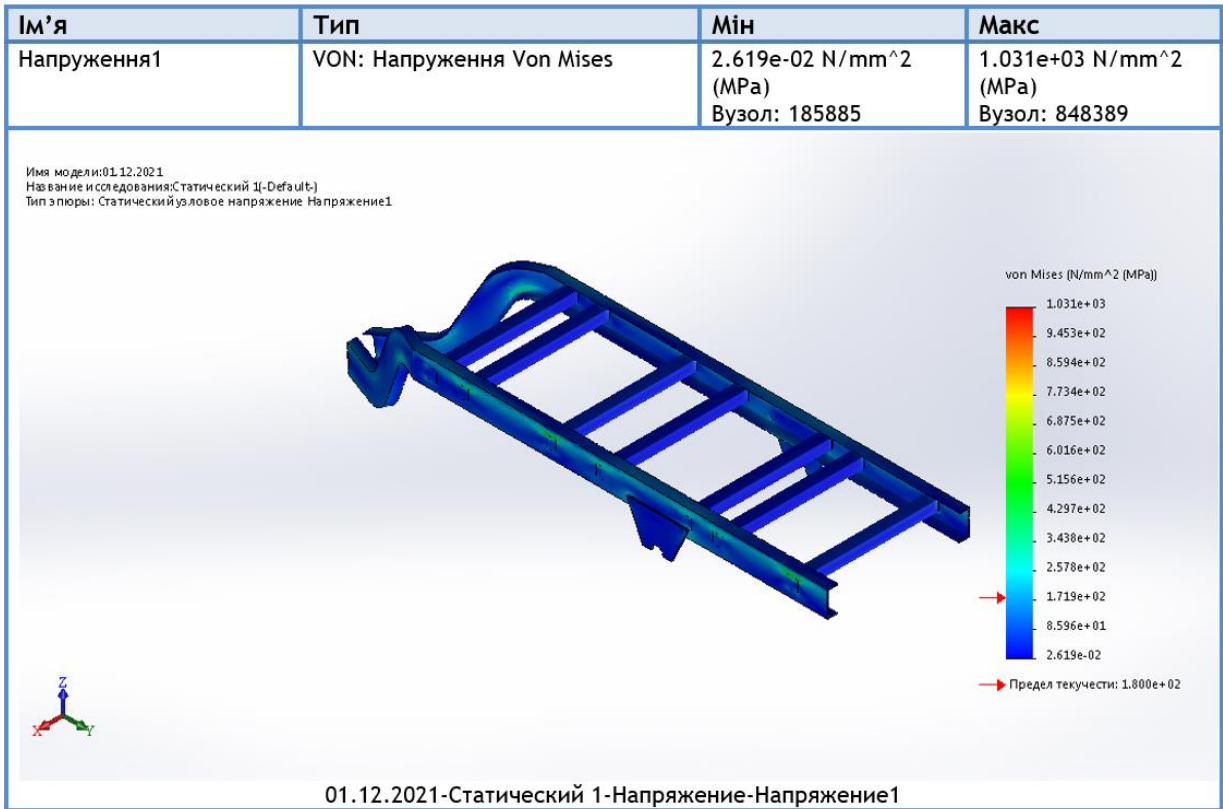 Ім’я Тип Мін Макс
Напруження1 VON: Напруження Von Mises 2.619e-02 N/mm^2 1.031e+03 N/mm^2
(MPa) (MPa)
Вузол: 185885 Вузол: 848389
Имя модели:01.12.2021
Название исследования:Статический 1(-Default-)
Тип эпюры: Статический узловое напряжение Напряжение1
von Mises (N/mm^2 (MPa))
1.031e+03
9.453e+02
8.594e+02
7.734e+02
6.875e+02
6.016e+02
5.156e+02
4.297e+02
3.438e+02
2.578e+02
1.719e+02
8.596e+01
2.619e-02
Предел текучести: 1.800e+02
Z
X
Y
01.12.2021-Статический 1-Напряжение-Напряжение1